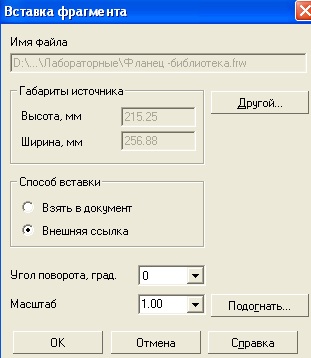 Вставка фрагмента
Имя файла
D:\...\Лабораторные\Фланец -библиотека.frw
Габариты источника
Высота, мм 215.25
Ширина, мм 256.88
Другой...
Способ вставки
Взять в документ
Внешняя ссылка
Угол поворота, град. 0
Масштаб 1.00 Подогнать...
OK Отмена Справка